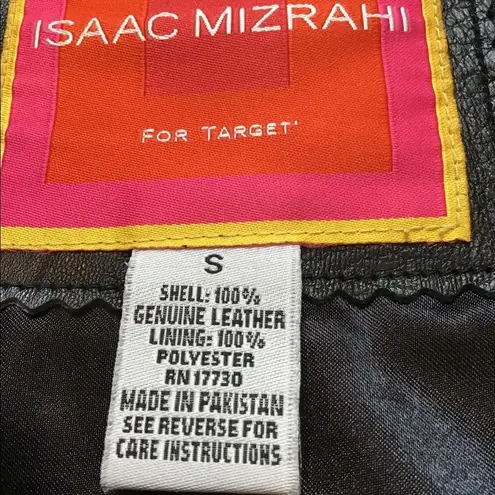 ISAAC MIZRAHI
FOR TARGET
S
SHELL: 100%
GENUINE LEATHER
LINING: 100%
POLYESTER
RN 17730
MADE IN PAKISTAN
SEE REVERSE FOR
CARE INSTRUCTIONS